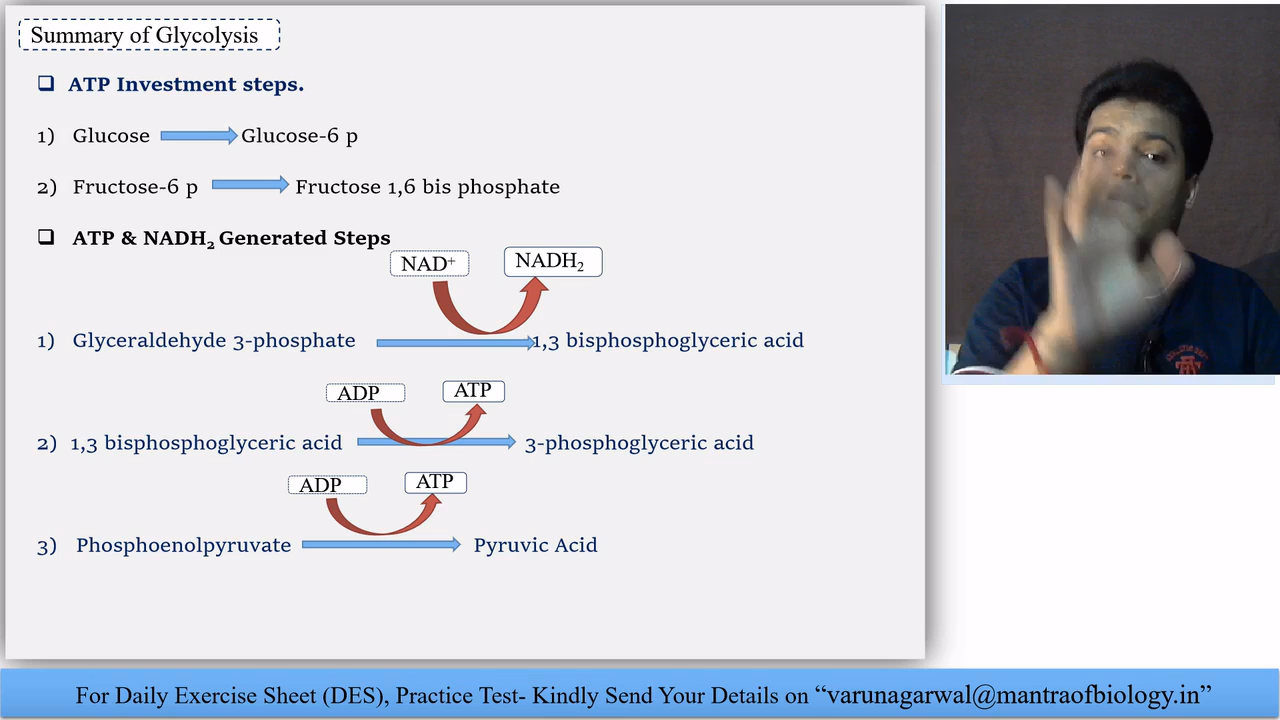 Summary of Glycolysis
❑ ATP Investment steps.
1) Glucose Glucose-6 p
2) Fructose-6 p Fructose 1,6 bis phosphate
❑ ATP & NADH₂ Generated Steps
NAD⁺ NADH₂
1) Glyceraldehyde 3-phosphate 1,3 bisphosphoglyceric acid
ADP ATP
2) 1,3 bisphosphoglyceric acid 3-phosphoglyceric acid
ADP ATP
3) Phosphoenolpyruvate Pyruvic Acid
For Daily Exercise Sheet (DES), Practice Test- Kindly Send Your Details on “varunagarwal@mantraofbiology.in”